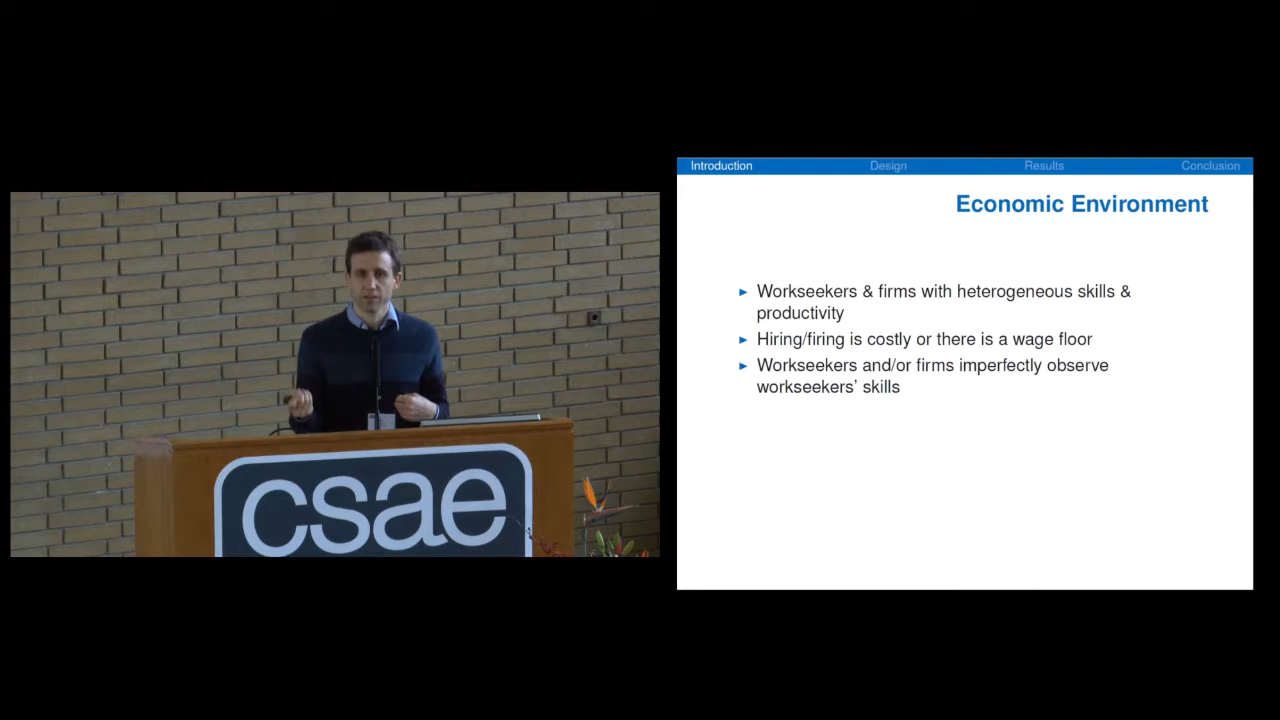 csae
Introduction Design Results Conclusion
Economic Environment
► Workseekers & firms with heterogeneous skills &
productivity
► Hiring/firing is costly or there is a wage floor
► Workseekers and/or firms imperfectly observe
workseekers' skills